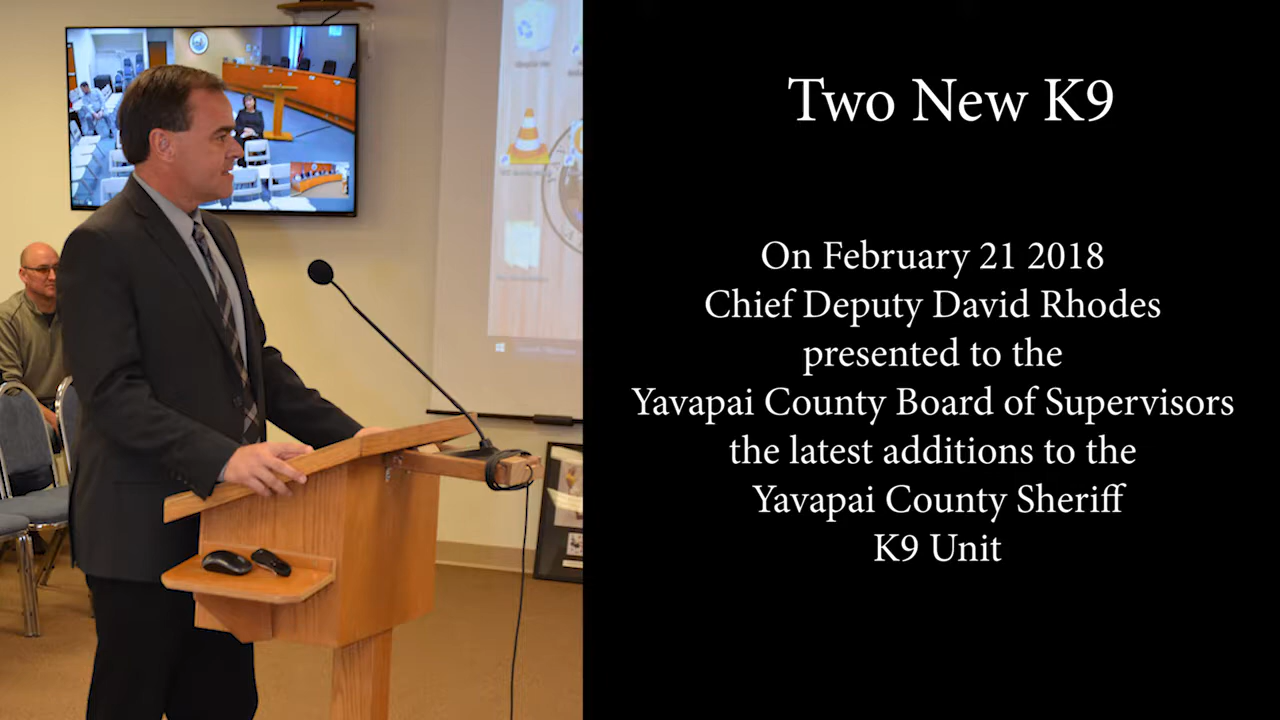 Two New K9
On February 21 2018
Chief Deputy David Rhodes
presented to the
Yavapai County Board of Supervisors
the latest additions to the
Yavapai County Sheriff
K9 Unit